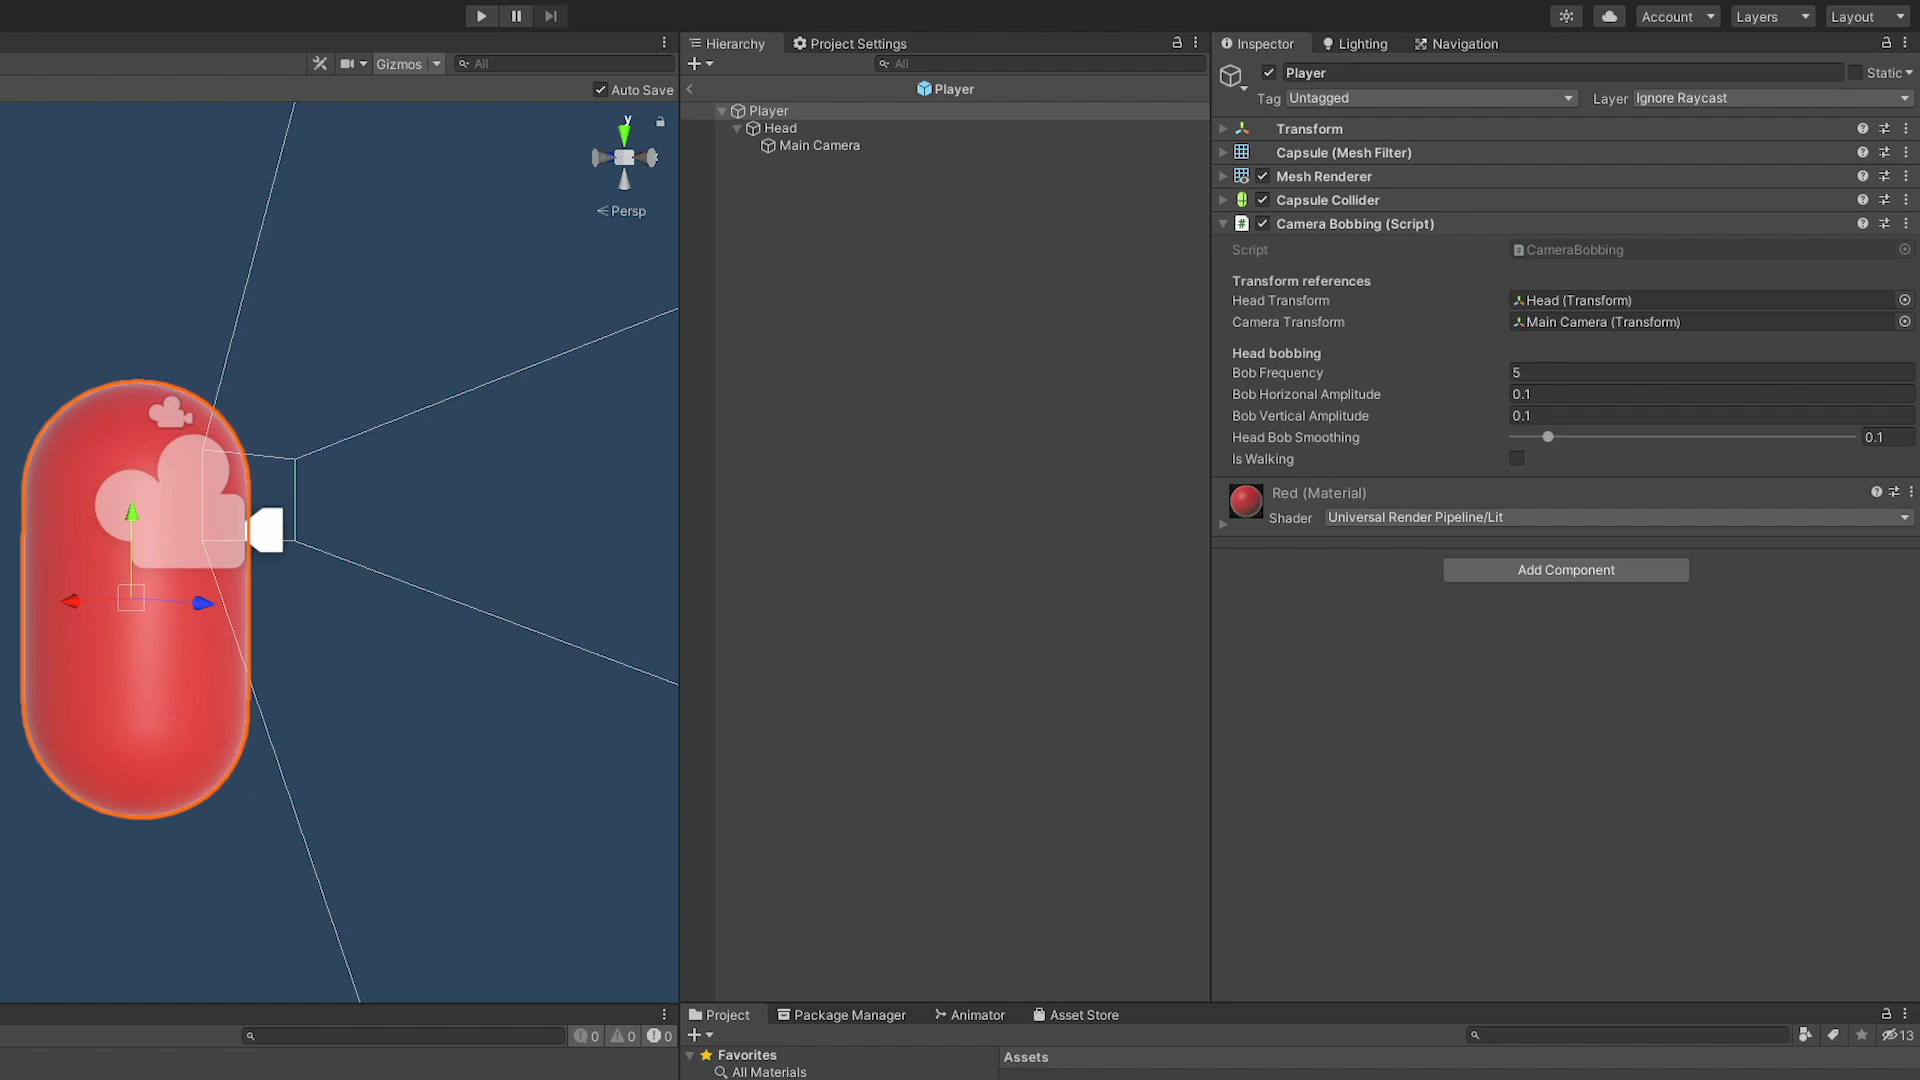 Account
Layers
Layout
Hierarchy
Project Settings
Inspector
Lighting
Navigation
Gizmos
All
All
Player
Static
Auto Save
Player
Tag
Untagged
Layer
Ignore Raycast
Player
Head
Main Camera
y
Persp
Transform
Capsule (Mesh Filter)
Mesh Renderer
Capsule Collider
# Camera Bobbing (Script)
Script
CameraBobbing
Transform references
Head Transform
Head (Transform)
Camera Transform
Main Camera (Transform)
Head bobbing
Bob Frequency
5
Bob Horizonal Amplitude
0.1
Bob Vertical Amplitude
0.1
Head Bob Smoothing
0.1
Is Walking
Red (Material)
Shader
Universal Render Pipeline/Lit
Add Component
Project
Package Manager
Animator
Asset Store
0
0
0
13
Favorites
All Materials
Assets